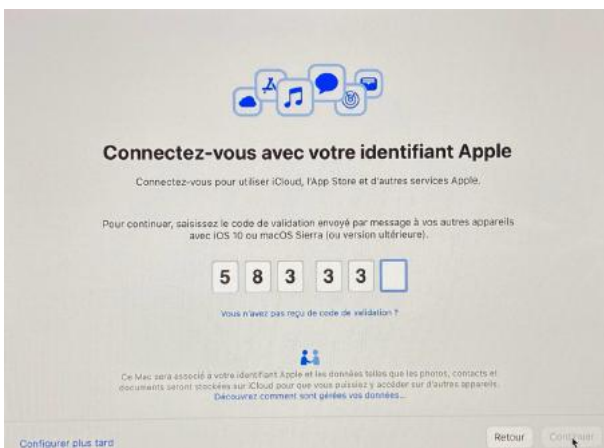 Connectez-vous avec votre identifiant Apple
Connectez-vous pour utiliser iCloud, l'App Store et d'autres services Apple.
Pour continuer, saisissez le code de validation envoyé par message à vos autres appareils
avec iOS 10 ou macOS Sierra (ou version ultérieure).
5 8 3 3 3
Vous n'avez pas reçu de code de validation ?
Ce Mac sera associé à votre identifiant Apple et les données telles que les photos, contacts et
documents seront stockées sur iCloud pour que vous puissiez y accéder sur d'autres appareils.
Découvrez comment sont gérées vos données...
Configurer plus tard
Retour
Continuer